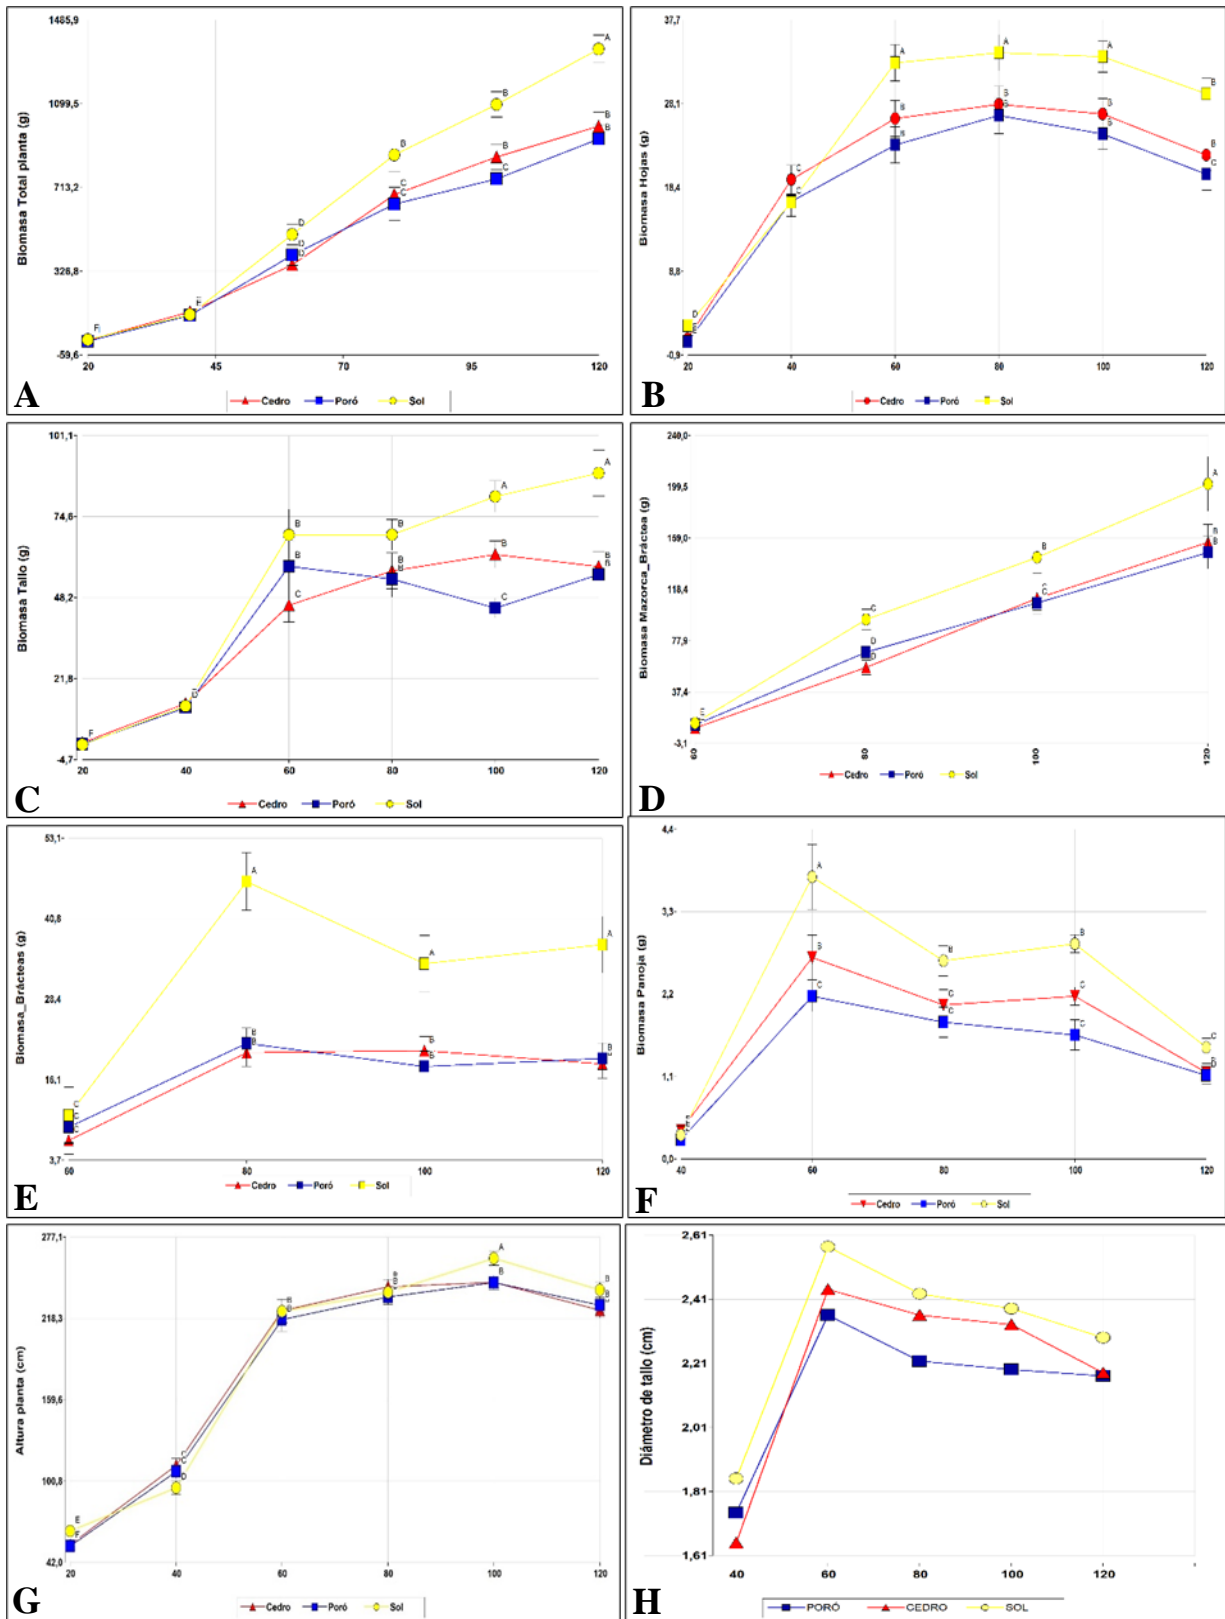 Biomasa Total planta (g)
1485,9
1099,5
713,2
326,8
-59,6
20 45 70 95 120
Cedro Poró Sol
A
Biomasa Hojas (g)
37,7
28,1
18,4
8,8
-0,9
20 40 60 80 100 120
Cedro Poró Sol
B
Biomasa Tallo (g)
101,1
74,6
48,2
21,8
-4,7
20 40 60 80 100 120
Cedro Poró Sol
C
Biomasa Mazorca_Bráctea (g)
240,0
199,5
159,0
118,4
77,9
37,4
-3,1
60 80 100 120
Cedro Poró Sol
D
Biomasa_Brácteas (g)
53,1
40,8
28,4
16,1
3,7
60 80 100 120
Cedro Poró Sol
E
Biomasa Panoja (g)
4,4
3,3
2,2
1,1
0,0
40 60 80 100 120
Cedro Poró Sol
F
Altura planta (cm)
277,1
218,3
159,6
100,8
42,0
20 40 60 80 100 120
Cedro Poró Sol
G
Diámetro de tallo (cm)
2,61
2,41
2,21
2,01
1,81
1,61
40 60 80 100 120
PORÓ CEDRO SOL
H